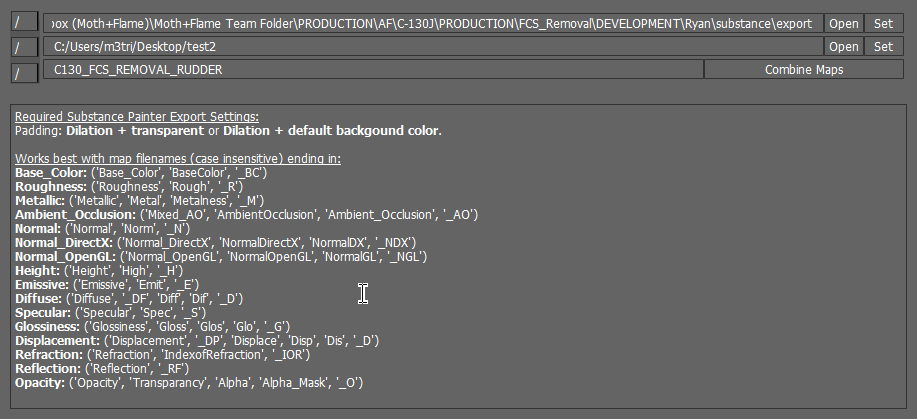 / ox (Moth+Flame)\Moth+Flame Team Folder\PRODUCTION\AF\C-130J\PRODUCTION\FCS_Removal\DEVELOPMENT\Ryan\substance\export Open Set
/ C:/Users/m3tri/Desktop/test2 Open Set
/ C130_FCS_REMOVAL_RUDDER Combine Maps
Required Substance Painter Export Settings:
Padding: Dilation + transparent or Dilation + default backgound color.
Works best with map filenames (case insensitive) ending in:
Base_Color: ('Base_Color', 'BaseColor', '_BC')
Roughness: ('Roughness', 'Rough', '_R')
Metallic: ('Metallic', 'Metal', 'Metalness', '_M')
Ambient_Occlusion: ('Mixed_AO', 'AmbientOcclusion', 'Ambient_Occlusion', '_AO')
Normal: ('Normal', 'Norm', '_N')
Normal_DirectX: ('Normal_DirectX', 'NormalDirectX', 'NormalDX', '_NDX')
Normal_OpenGL: ('Normal_OpenGL', 'NormalOpenGL', 'NormalGL', '_NGL')
Height: ('Height', 'High', '_H')
Emissive: ('Emissive', 'Emit', '_E')
Diffuse: ('Diffuse', '_DF', 'Diff', 'Dif', '_D')
Specular: ('Specular', 'Spec', '_S')
Glossiness: ('Glossiness', 'Gloss', 'Glos', 'Glo', '_G')
Displacement: ('Displacement', '_DP', 'Displace', 'Disp', 'Dis', '_D')
Refraction: ('Refraction', 'IndexofRefraction', '_IOR')
Reflection: ('Reflection', '_RF')
Opacity: ('Opacity', 'Transparancy', 'Alpha', 'Alpha_Mask', '_O')